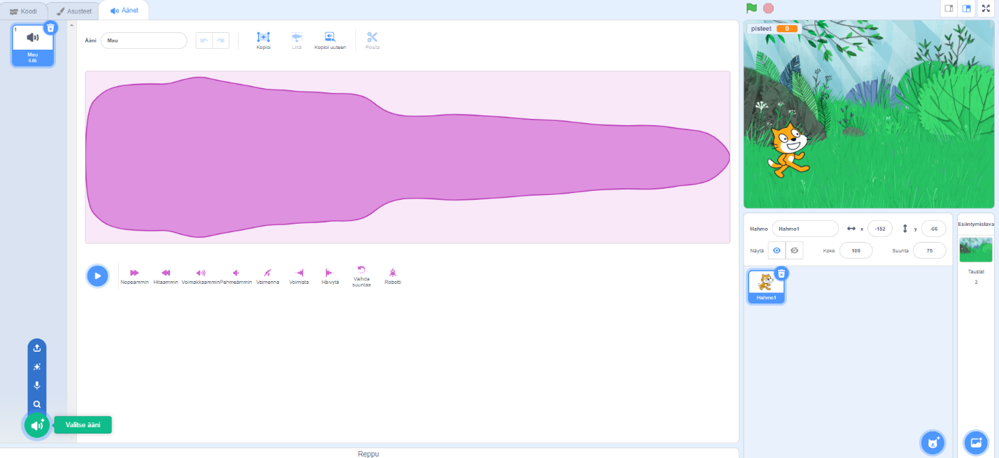 Koodi
Asusteet
Äänet
1
Mau
0.86
Ääni
Mau
Kopioi
Liitä
Kopioi uuteen
Poista
Nopeammin
Hitaammin
Voimakkaammin
Pehmeämmin
Vaimenna
Voimista
Häivytä
Vaihda
suuntaa
Robotti
Valitse ääni
Reppu
pisteet 0
Hahmo Hahmo1 x -152 y -66
Näytä Koko 100 Suunta 75
Hahmo1
Esiintymislava
Taustat
3